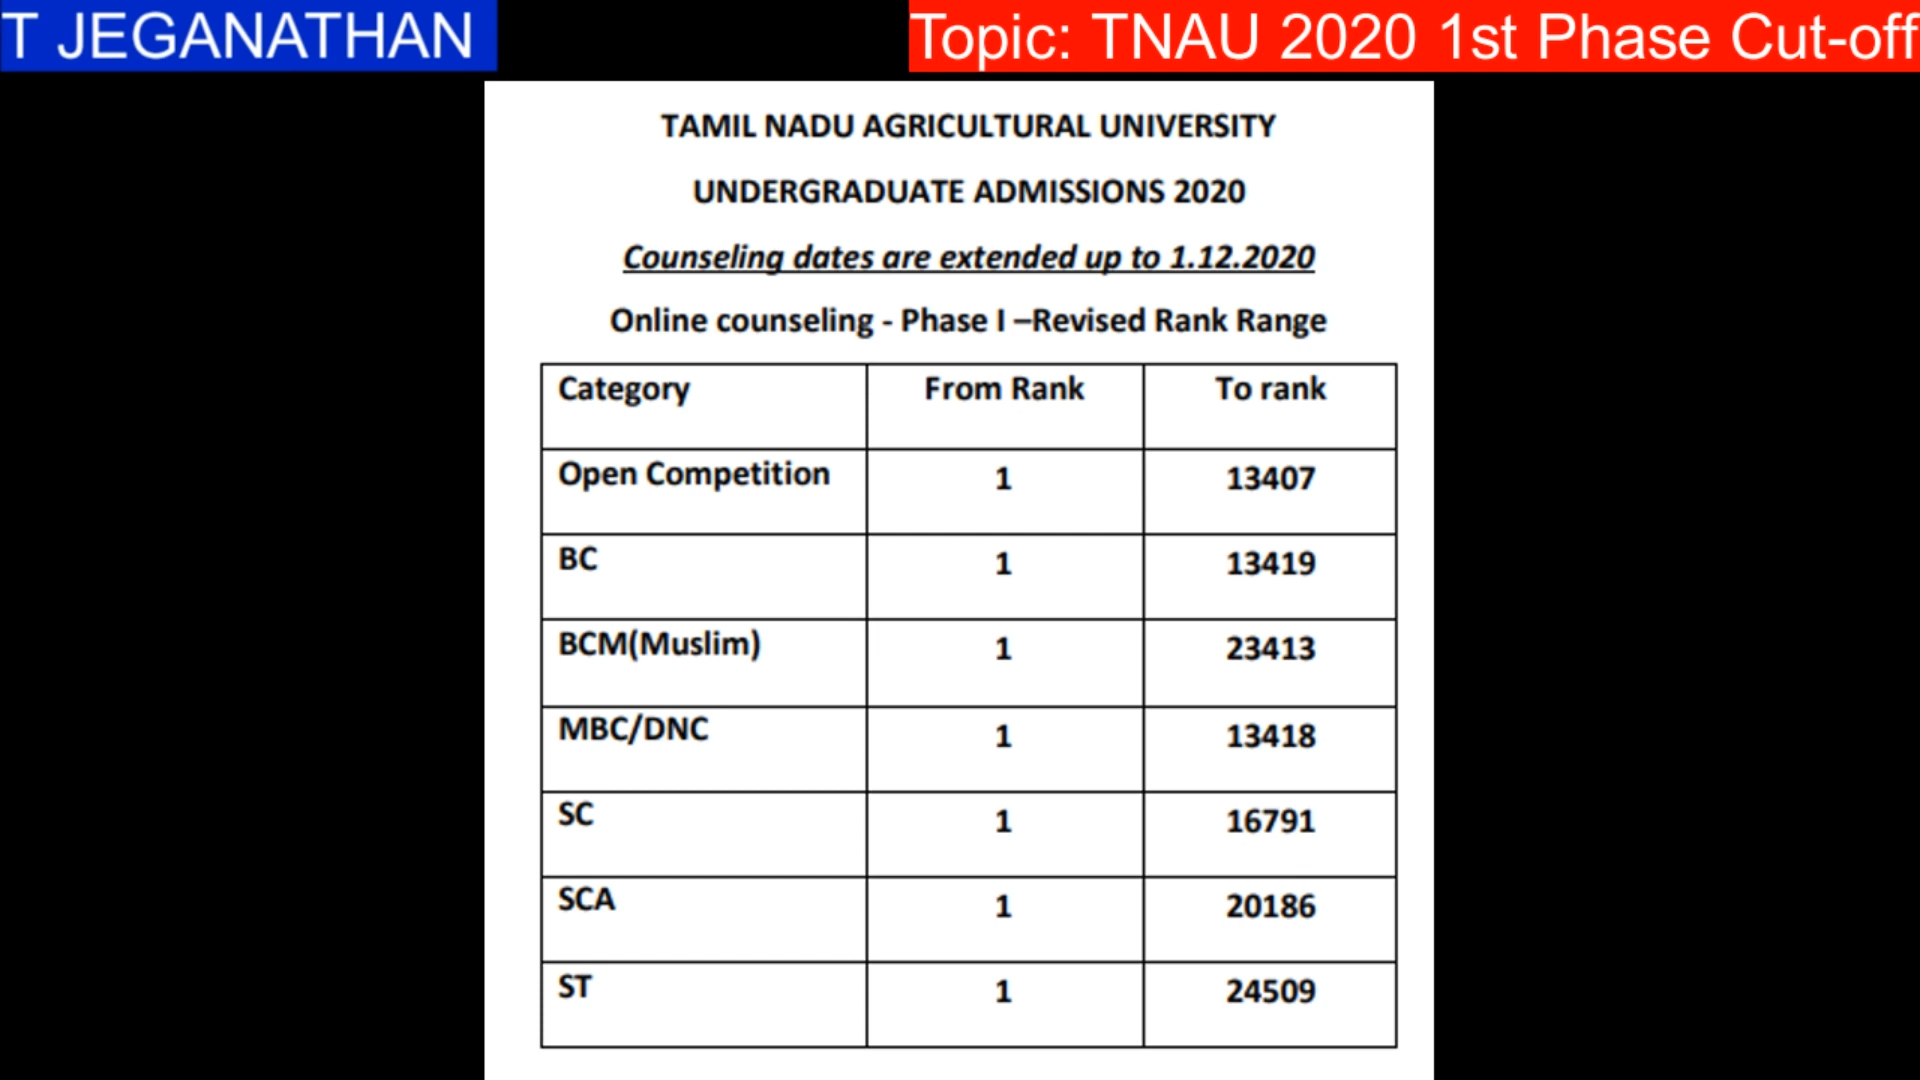 T JEGANATHAN
Topic: TNAU 2020 1st Phase Cut-off
TAMIL NADU AGRICULTURAL UNIVERSITY
UNDERGRADUATE ADMISSIONS 2020
Counseling dates are extended up to 1.12.2020
Online counseling - Phase I –Revised Rank Range
Category From Rank To rank
Open Competition 1 13407
BC 1 13419
BCM(Muslim) 1 23413
MBC/DNC 1 13418
SC 1 16791
SCA 1 20186
ST 1 24509